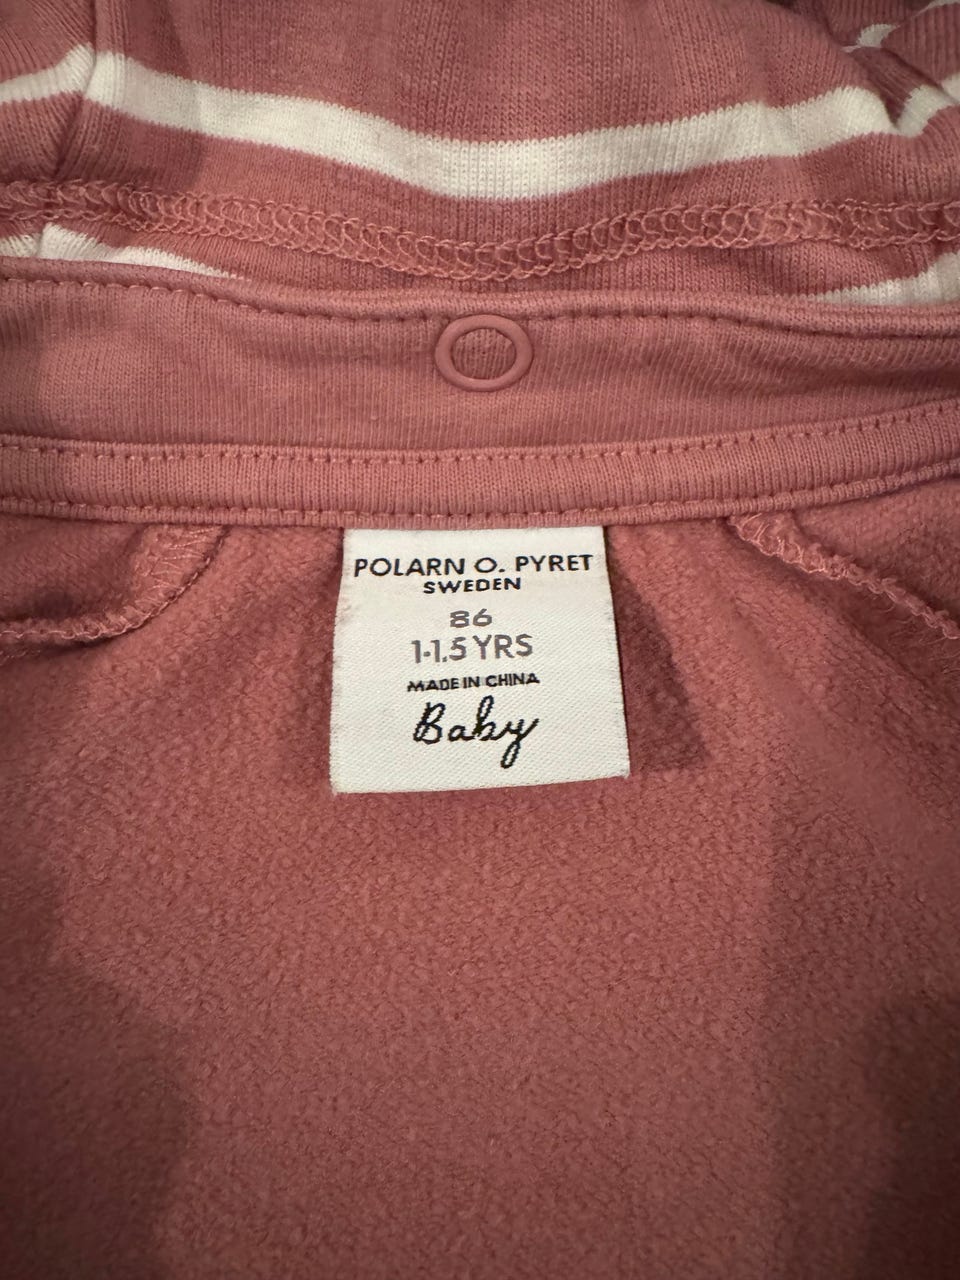 POLARN O. PYRET
SWEDEN
86
1-1.5 YRS
MADE IN CHINA
Baby